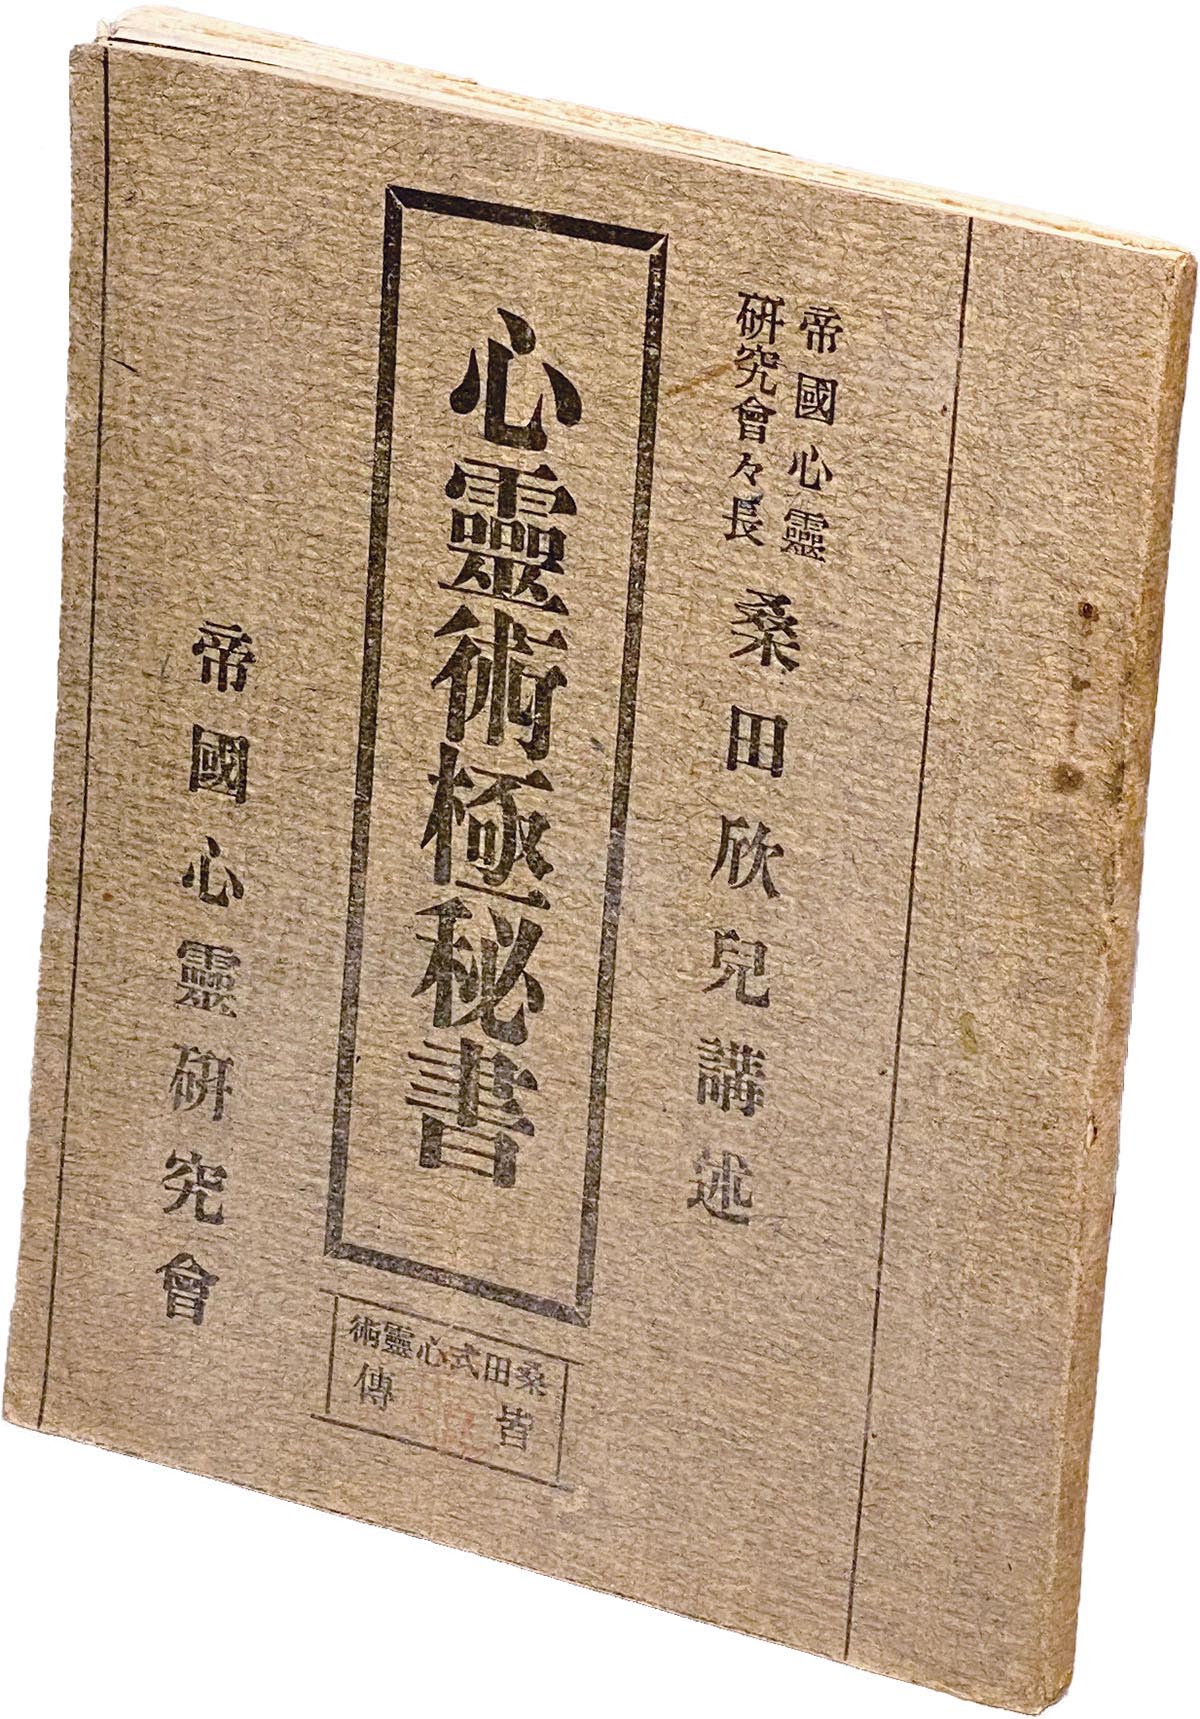 帝國心靈
研究會々長
桑田欣兒講述
心靈術極秘書
帝國心靈研究會
桑田式心靈術
皆傳